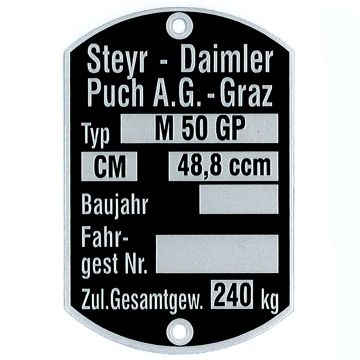 Steyr - Daimler
Puch A.G. - Graz
Typ M 50 GP
CM 48,8 ccm
Baujahr
Fahr-
gest Nr.
Zul.Gesamtgew. 240 kg